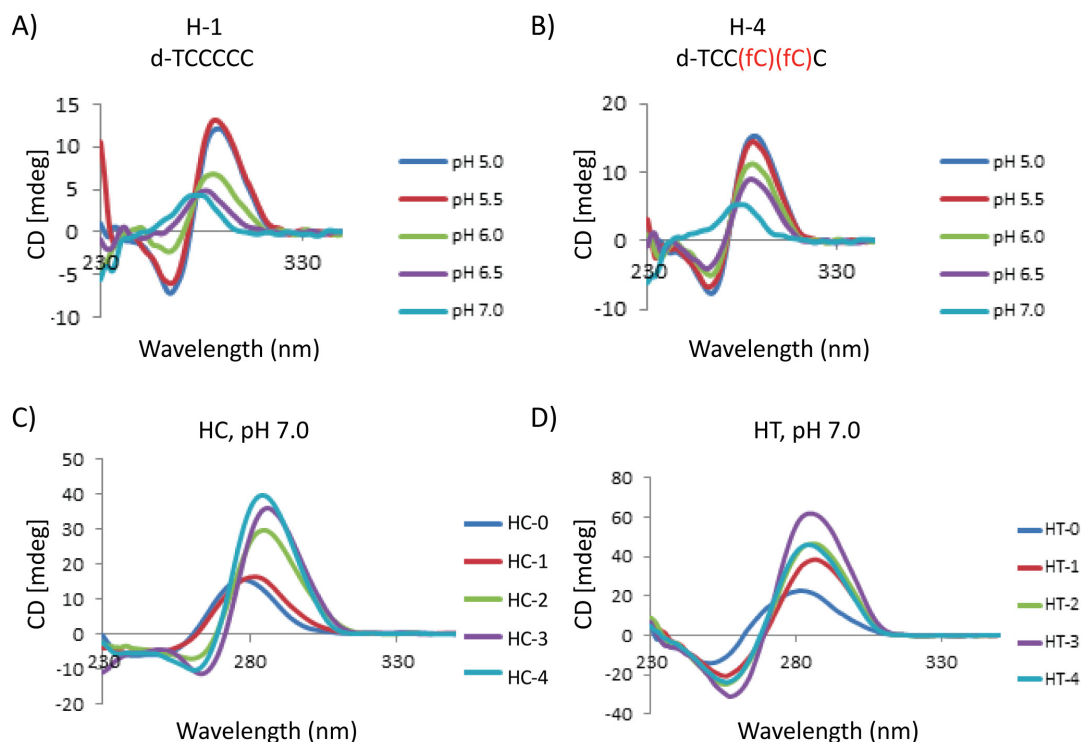 A)
H-1
d-TCCCCC
15
10
5
0
-5
-10
230
330
CD [mdeg]
Wavelength (nm)
pH 5.0
pH 5.5
pH 6.0
pH 6.5
pH 7.0
B)
H-4
d-TCC(fC)(fC)C
20
10
0
-10
230
330
CD [mdeg]
Wavelength (nm)
pH 5.0
pH 5.5
pH 6.0
pH 6.5
pH 7.0
C)
HC, pH 7.0
50
40
30
20
10
0
-10
-20
230
280
330
CD [mdeg]
Wavelength (nm)
HC-0
HC-1
HC-2
HC-3
HC-4
D)
HT, pH 7.0
80
60
40
20
0
-20
-40
230
280
330
CD [mdeg]
Wavelength (nm)
HT-0
HT-1
HT-2
HT-3
HT-4